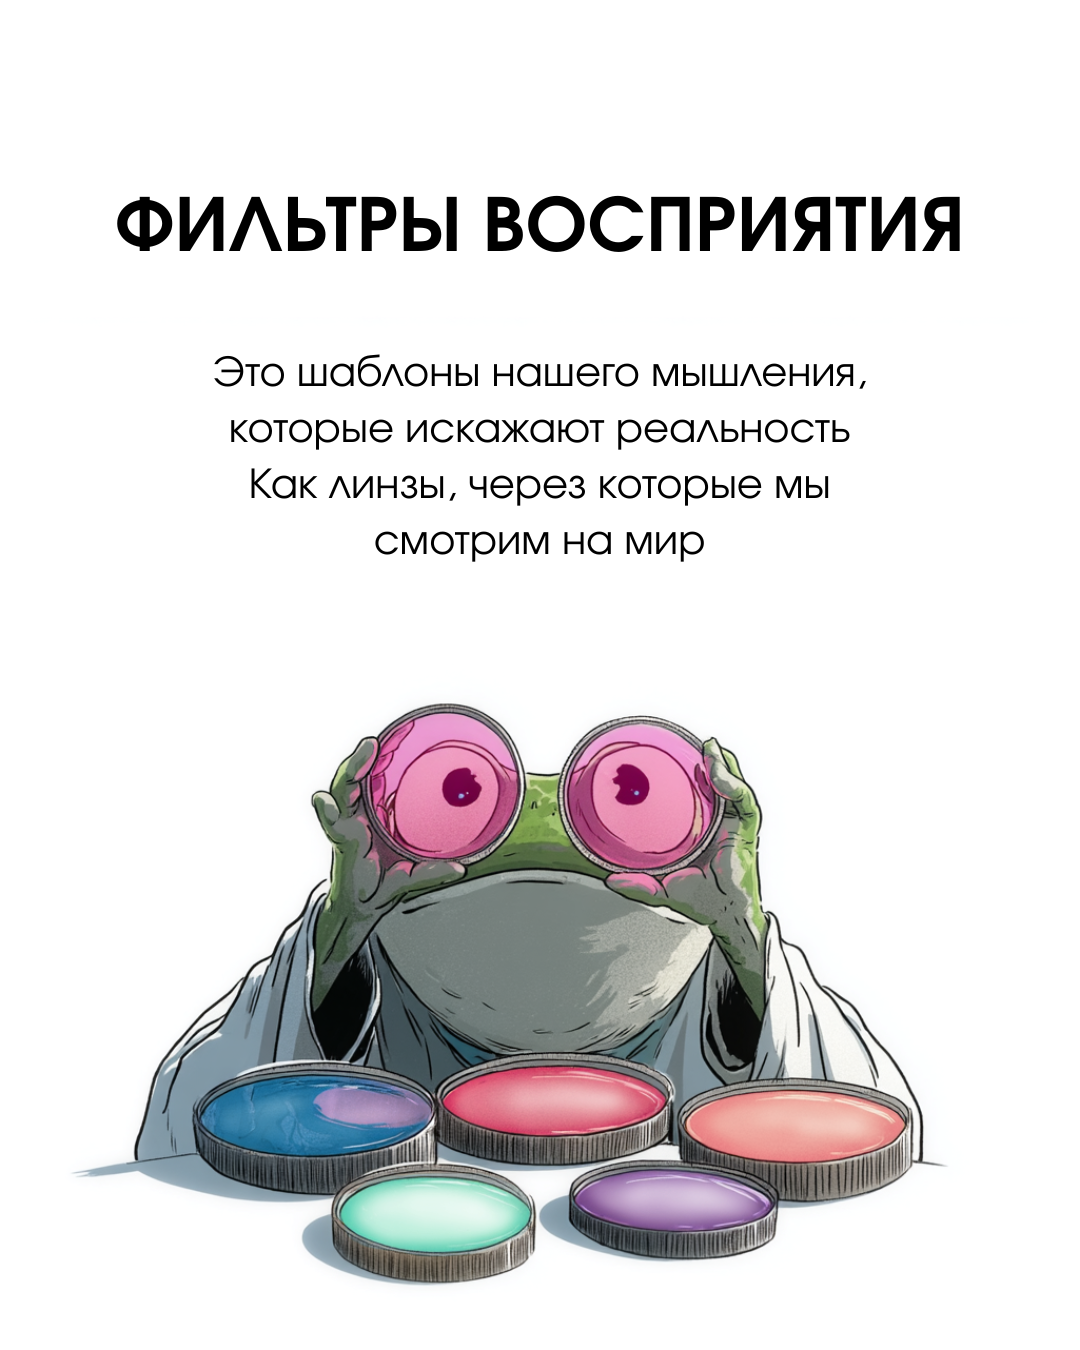 ФИЛЬТРЫ ВОСПРИЯТИЯ
Это шаблоны нашего мышления,
которые искажают реальность
Как линзы, через которые мы
смотрим на мир